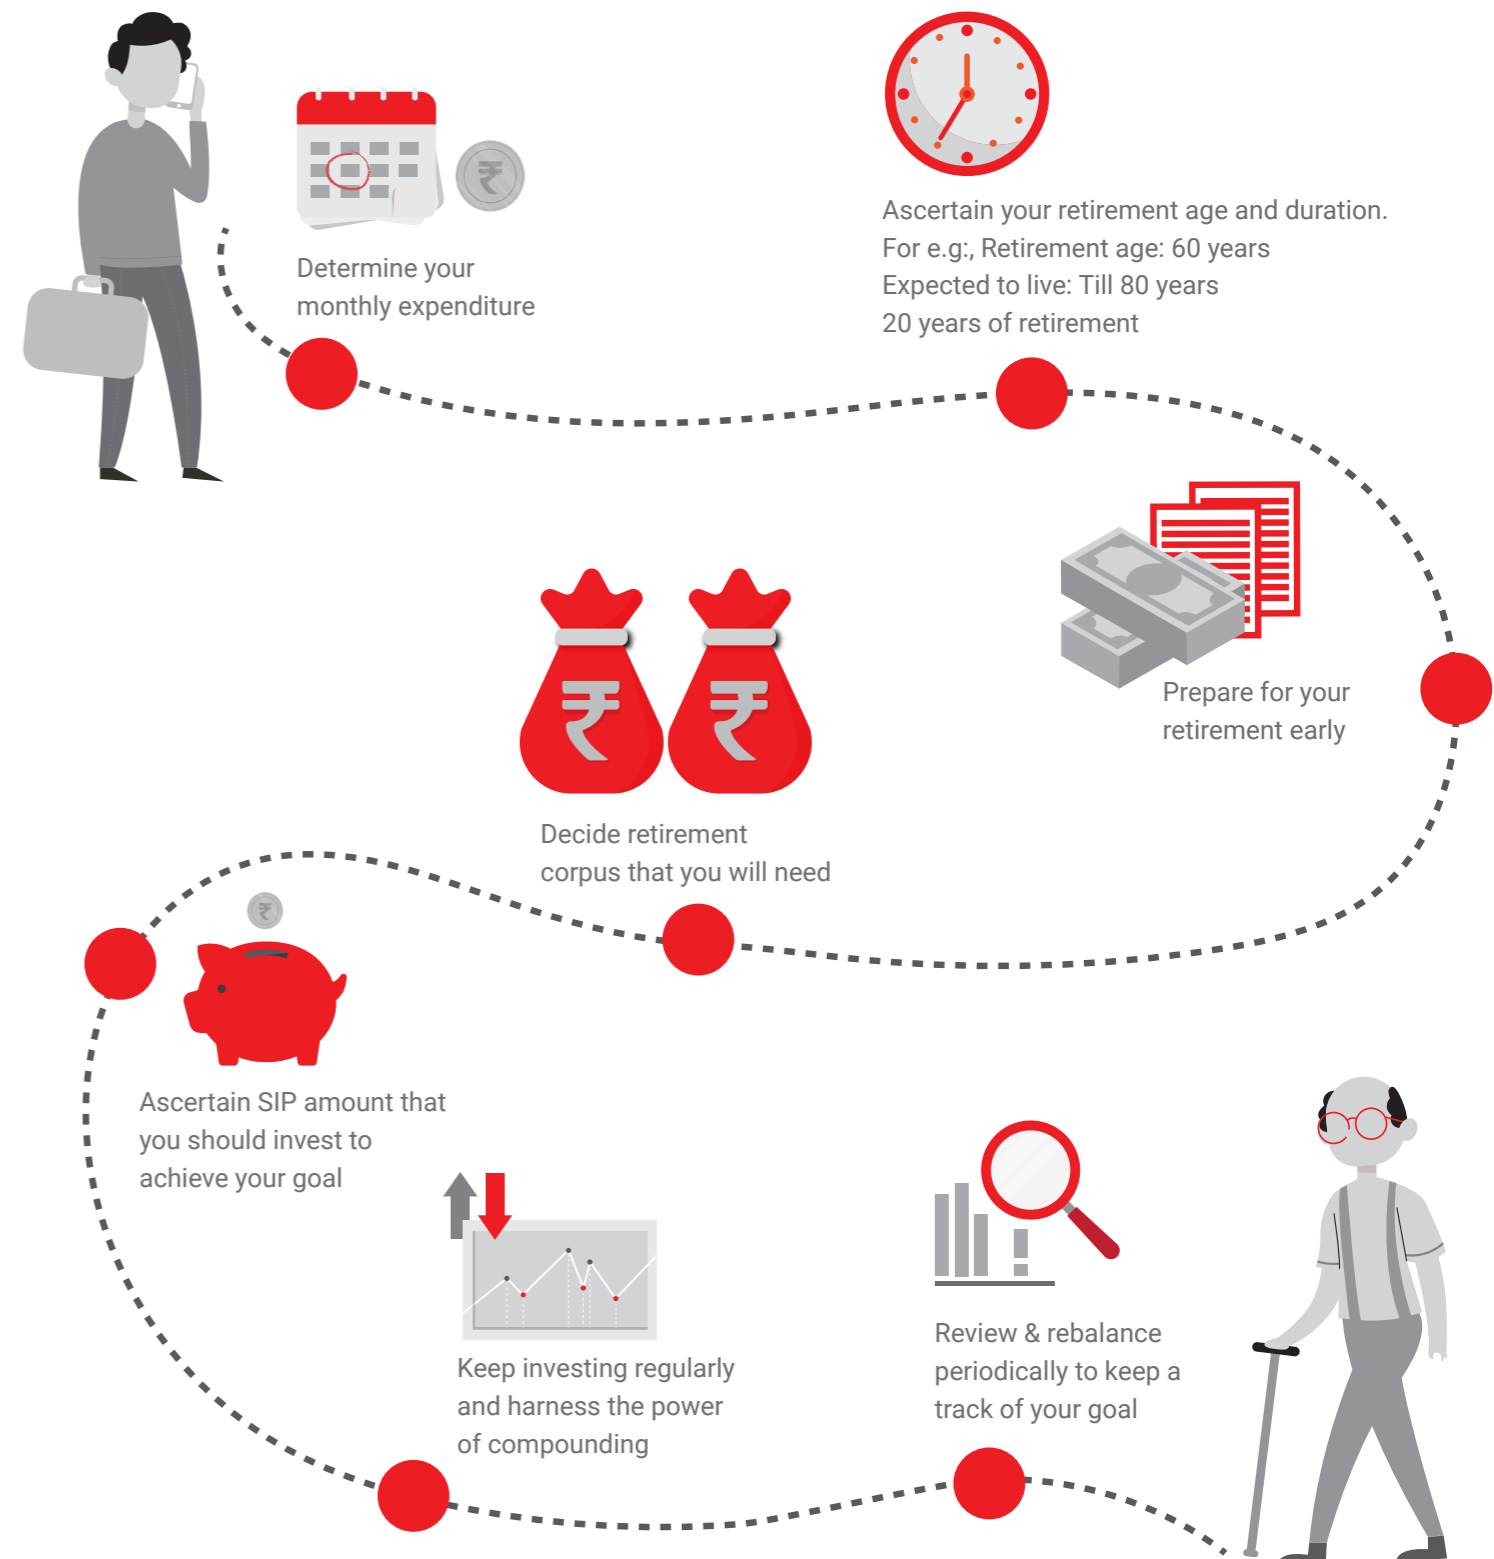 ₹
Determine your
monthly expenditure
Ascertain your retirement age and duration.
For e.g:, Retirement age: 60 years
Expected to live: Till 80 years
20 years of retirement
Prepare for your
retirement early
₹ ₹
Decide retirement
corpus that you will need
₹
Ascertain SIP amount that
you should invest to
achieve your goal
Keep investing regularly
and harness the power
of compounding
Review & rebalance
periodically to keep a
track of your goal